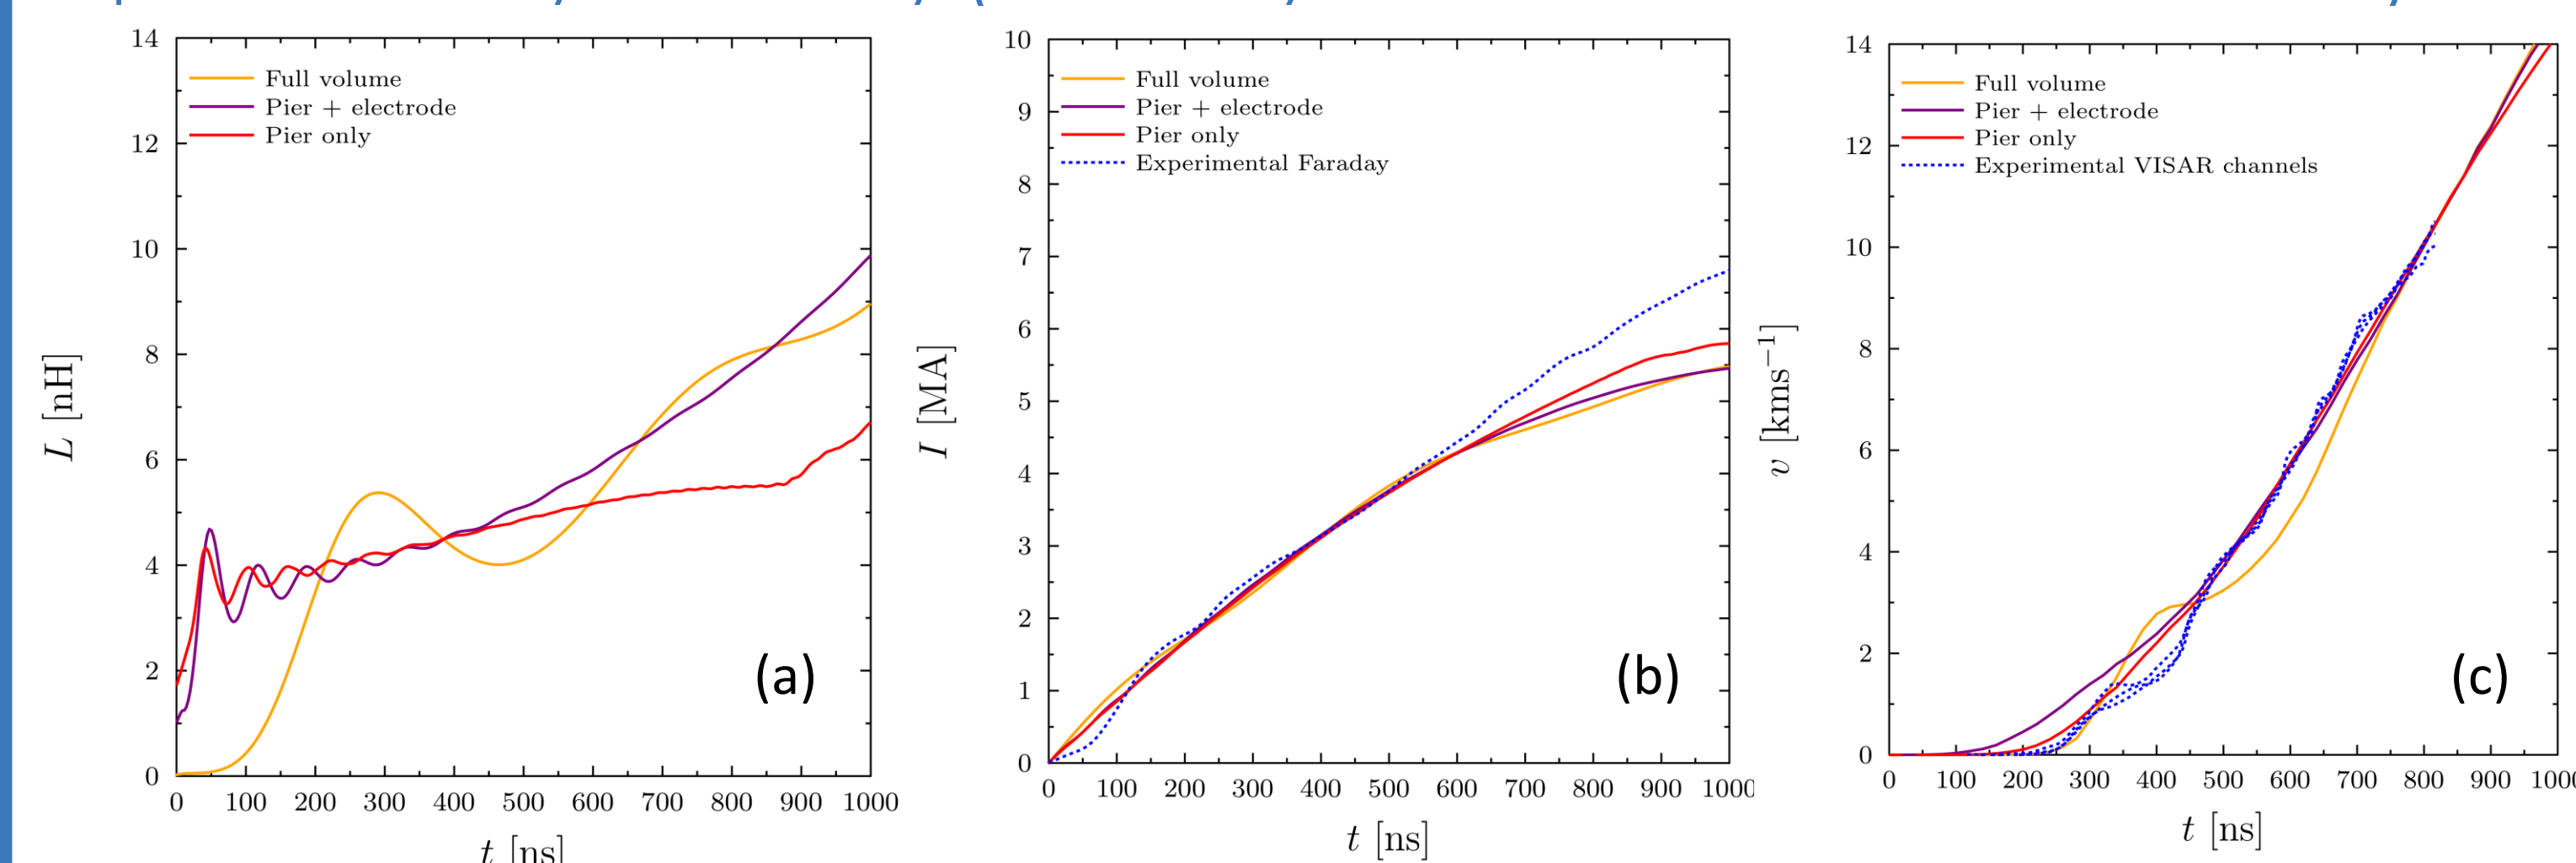 14
12
10
8
6
4
2
0
L [nH]
Full volume
Pier + electrode
Pier only
(a)
0 100 200 300 400 500 600 700 800 900 1000
t [ns]
10
9
8
7
6
5
4
3
2
1
0
I [MA]
Full volume
Pier + electrode
Pier only
Experimental Faraday
(b)
0 100 200 300 400 500 600 700 800 900 1000
t [ns]
14
12
10
8
6
4
2
0
v [kms⁻¹]
Full volume
Pier + electrode
Pier only
Experimental VISAR channels
(c)
0 100 200 300 400 500 600 700 800 900 1000
t [ns]